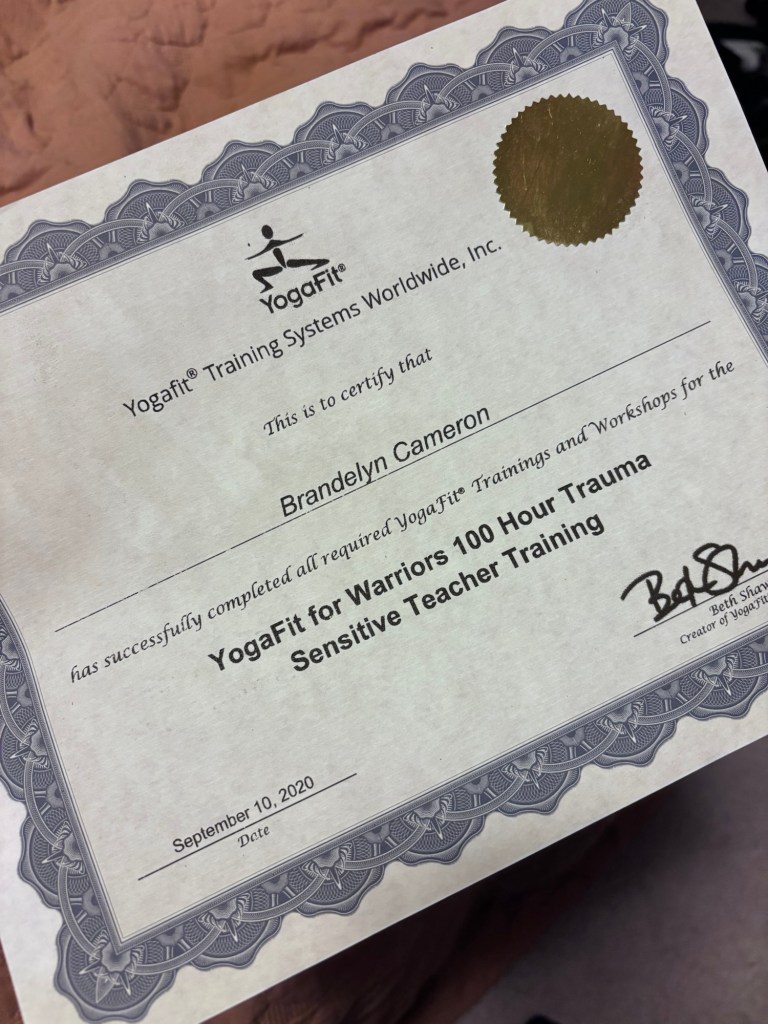 YogaFit®
Yogafit® Training Systems Worldwide, Inc.
This is to certify that
Brandelyn Cameron
has successfully completed all required YogaFit® Trainings and Workshops for the
YogaFit for Warriors 100 Hour Trauma
Sensitive Teacher Training
Beth Shaw
Creator of YogaFit
September 10, 2020
Date